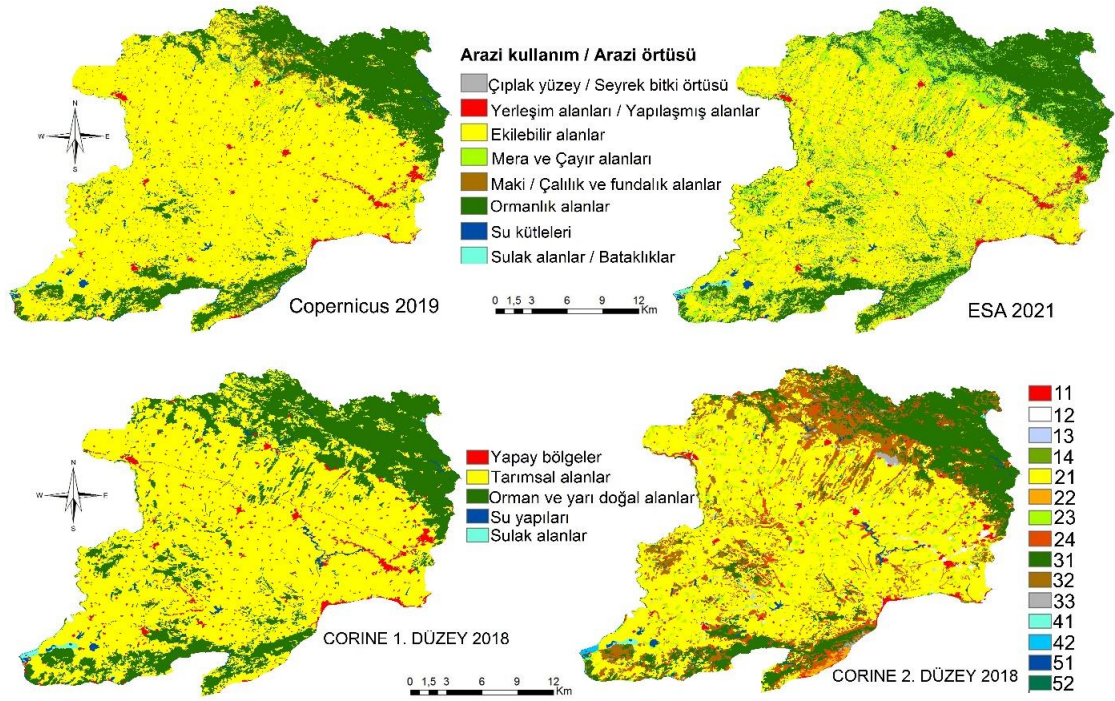 Arazi kullanım / Arazi örtüsü
Çıplak yüzey / Seyrek bitki örtüsü
Yerleşim alanları / Yapılaşmış alanlar
Ekilebilir alanlar
Mera ve Çayır alanları
Maki / Çalılık ve fundalık alanlar
Ormanlık alanlar
Su kütleleri
Sulak alanlar / Bataklıklar
N
W E
S
Copernicus 2019
0 1,5 3 6 9 12
Km
ESA 2021
N
W E
S
Yapay bölgeler
Tarımsal alanlar
Orman ve yarı doğal alanlar
Su yapıları
Sulak alanlar
CORINE 1. DÜZEY 2018
0 1,5 3 6 9 12
Km
CORINE 2. DÜZEY 2018
11
12
13
14
21
22
23
24
31
32
33
41
42
51
52